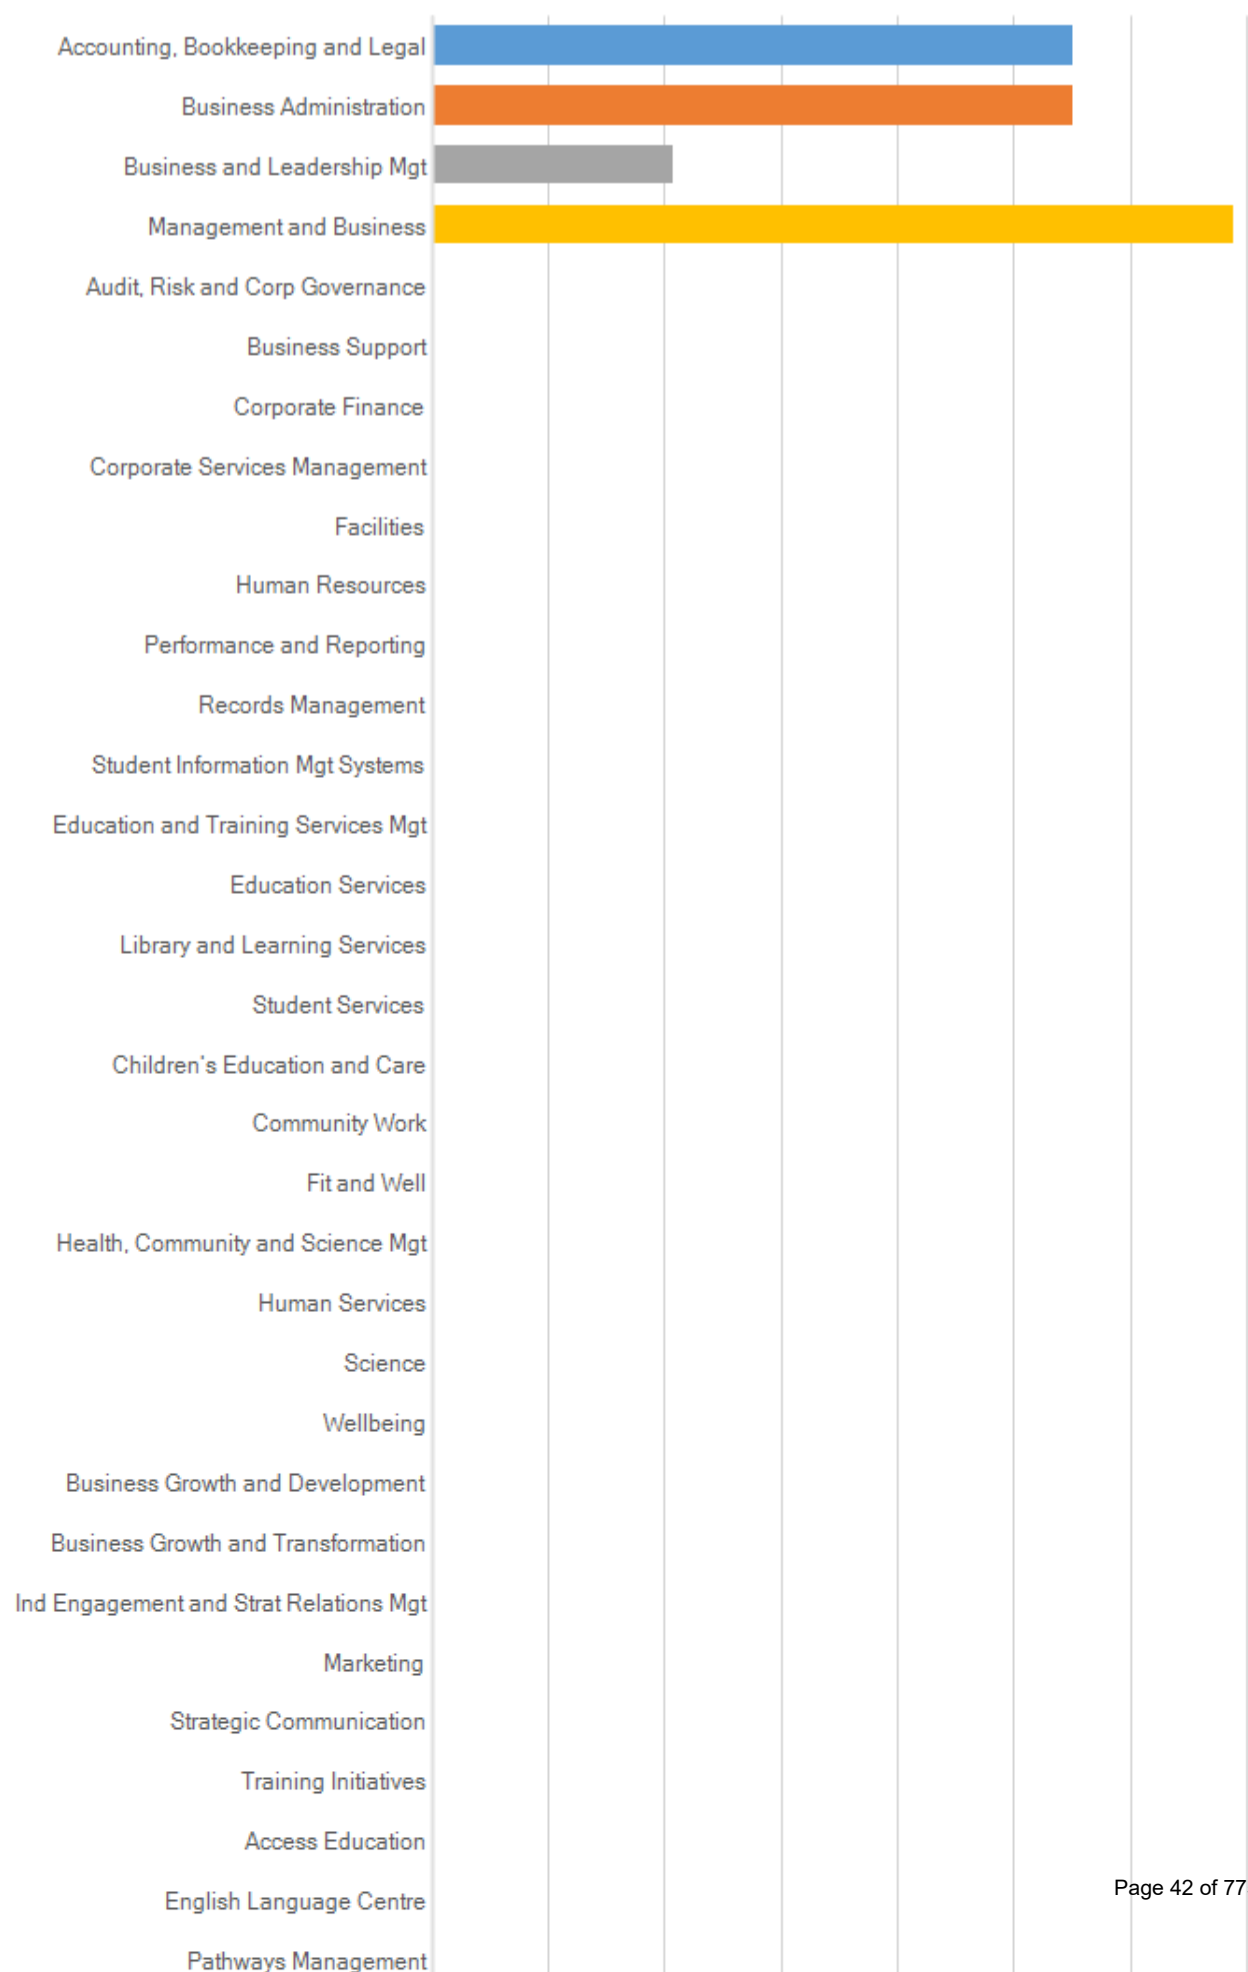 Accounting, Bookkeeping and Legal
Business Administration
Business and Leadership Mgt
Management and Business
Audit, Risk and Corp Governance
Business Support
Corporate Finance
Corporate Services Management
Facilities
Human Resources
Performance and Reporting
Records Management
Student Information Mgt Systems
Education and Training Services Mgt
Education Services
Library and Learning Services
Student Services
Children's Education and Care
Community Work
Fit and Well
Health, Community and Science Mgt
Human Services
Science
Wellbeing
Business Growth and Development
Business Growth and Transformation
Ind Engagement and Strat Relations Mgt
Marketing
Strategic Communication
Training Initiatives
Access Education
Page 42 of 77
English Language Centre
Pathways Management